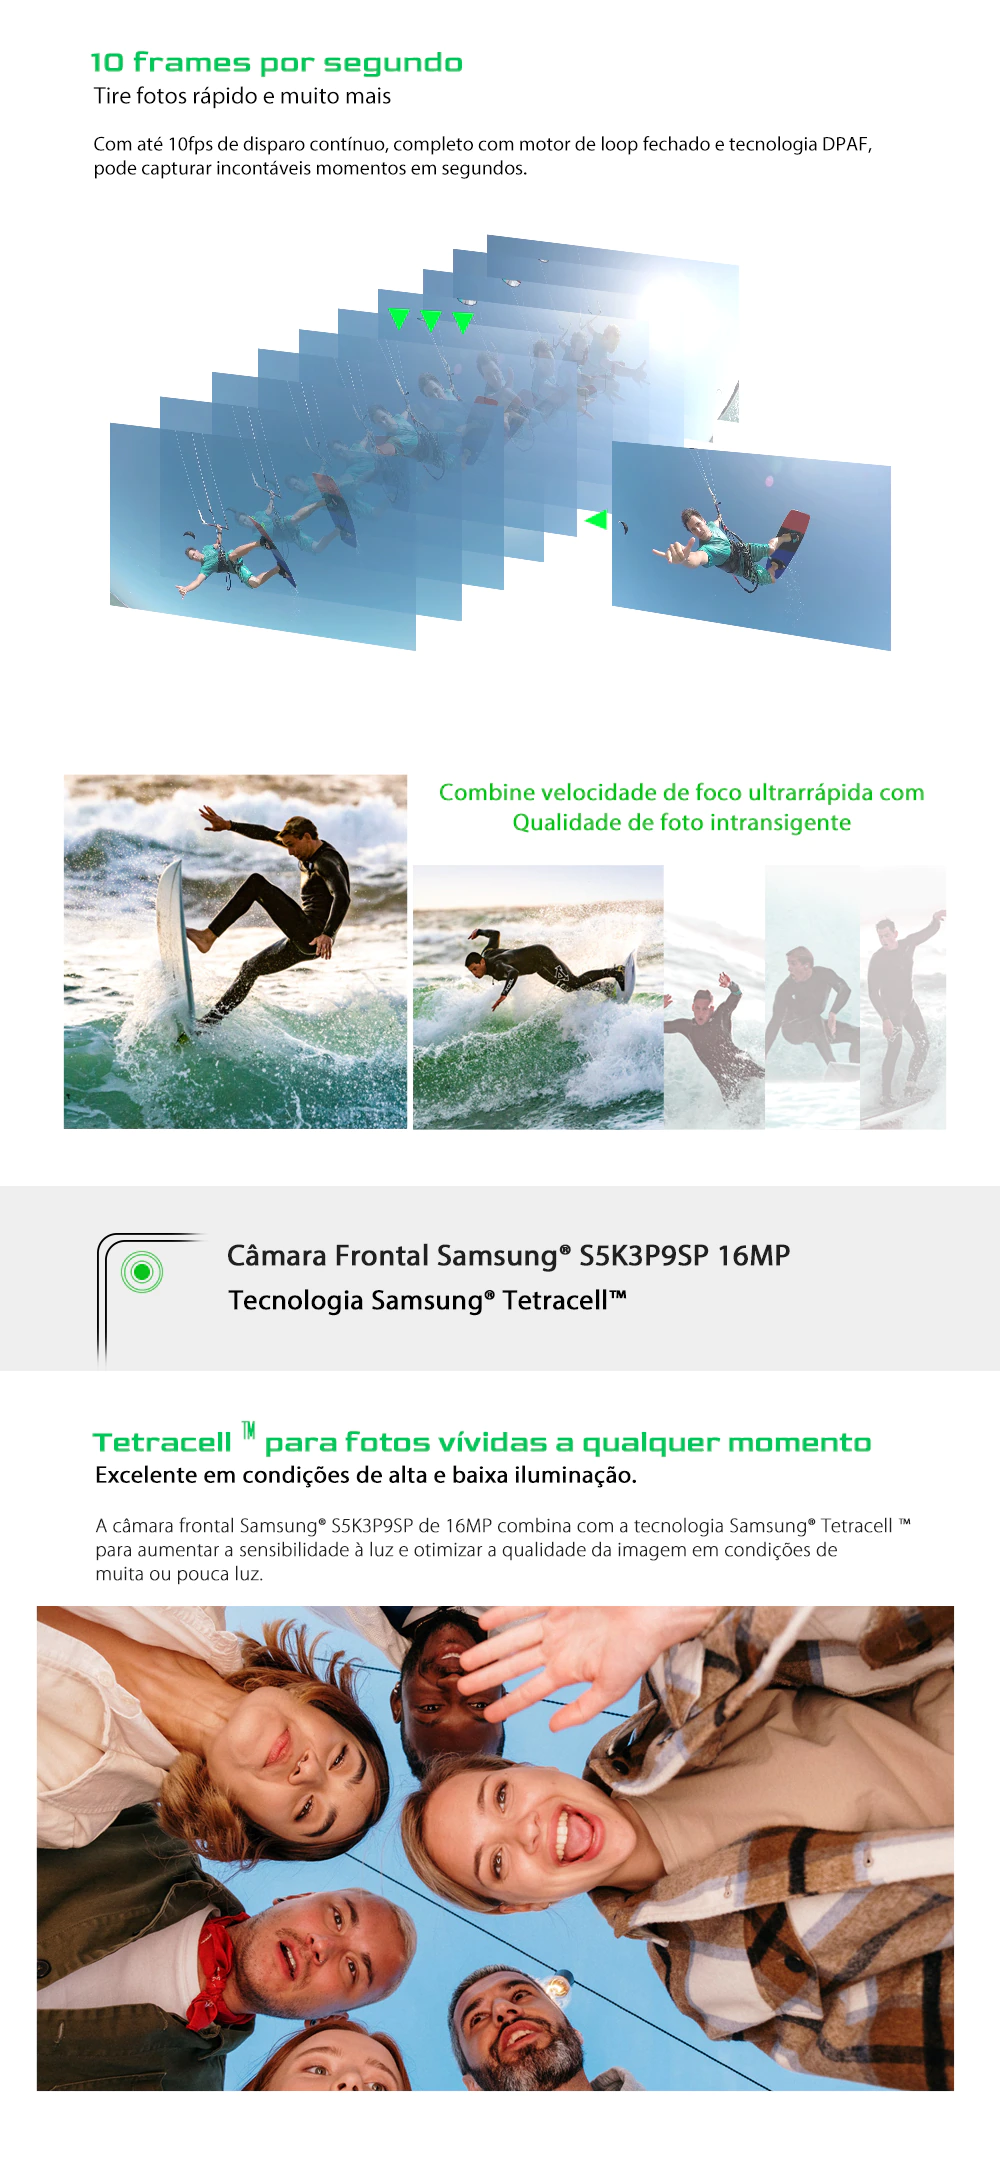 10 frames por segundo
Tire fotos rápido e muito mais
Com até 10fps de disparo contínuo, completo com motor de loop fechado e tecnologia DPAF,
pode capturar incontáveis momentos em segundos.
Combine velocidade de foco ultrarrápida com
Qualidade de foto intransigente
Câmara Frontal Samsung® S5K3P9SP 16MP
Tecnologia Samsung® Tetracell™
Tetracell ™ para fotos vívidas a qualquer momento
Excelente em condições de alta e baixa iluminação.
A câmara frontal Samsung® S5K3P9SP de 16MP combina com a tecnologia Samsung® Tetracell ™
para aumentar a sensibilidade à luz e otimizar a qualidade da imagem em condições de
muita ou pouca luz.